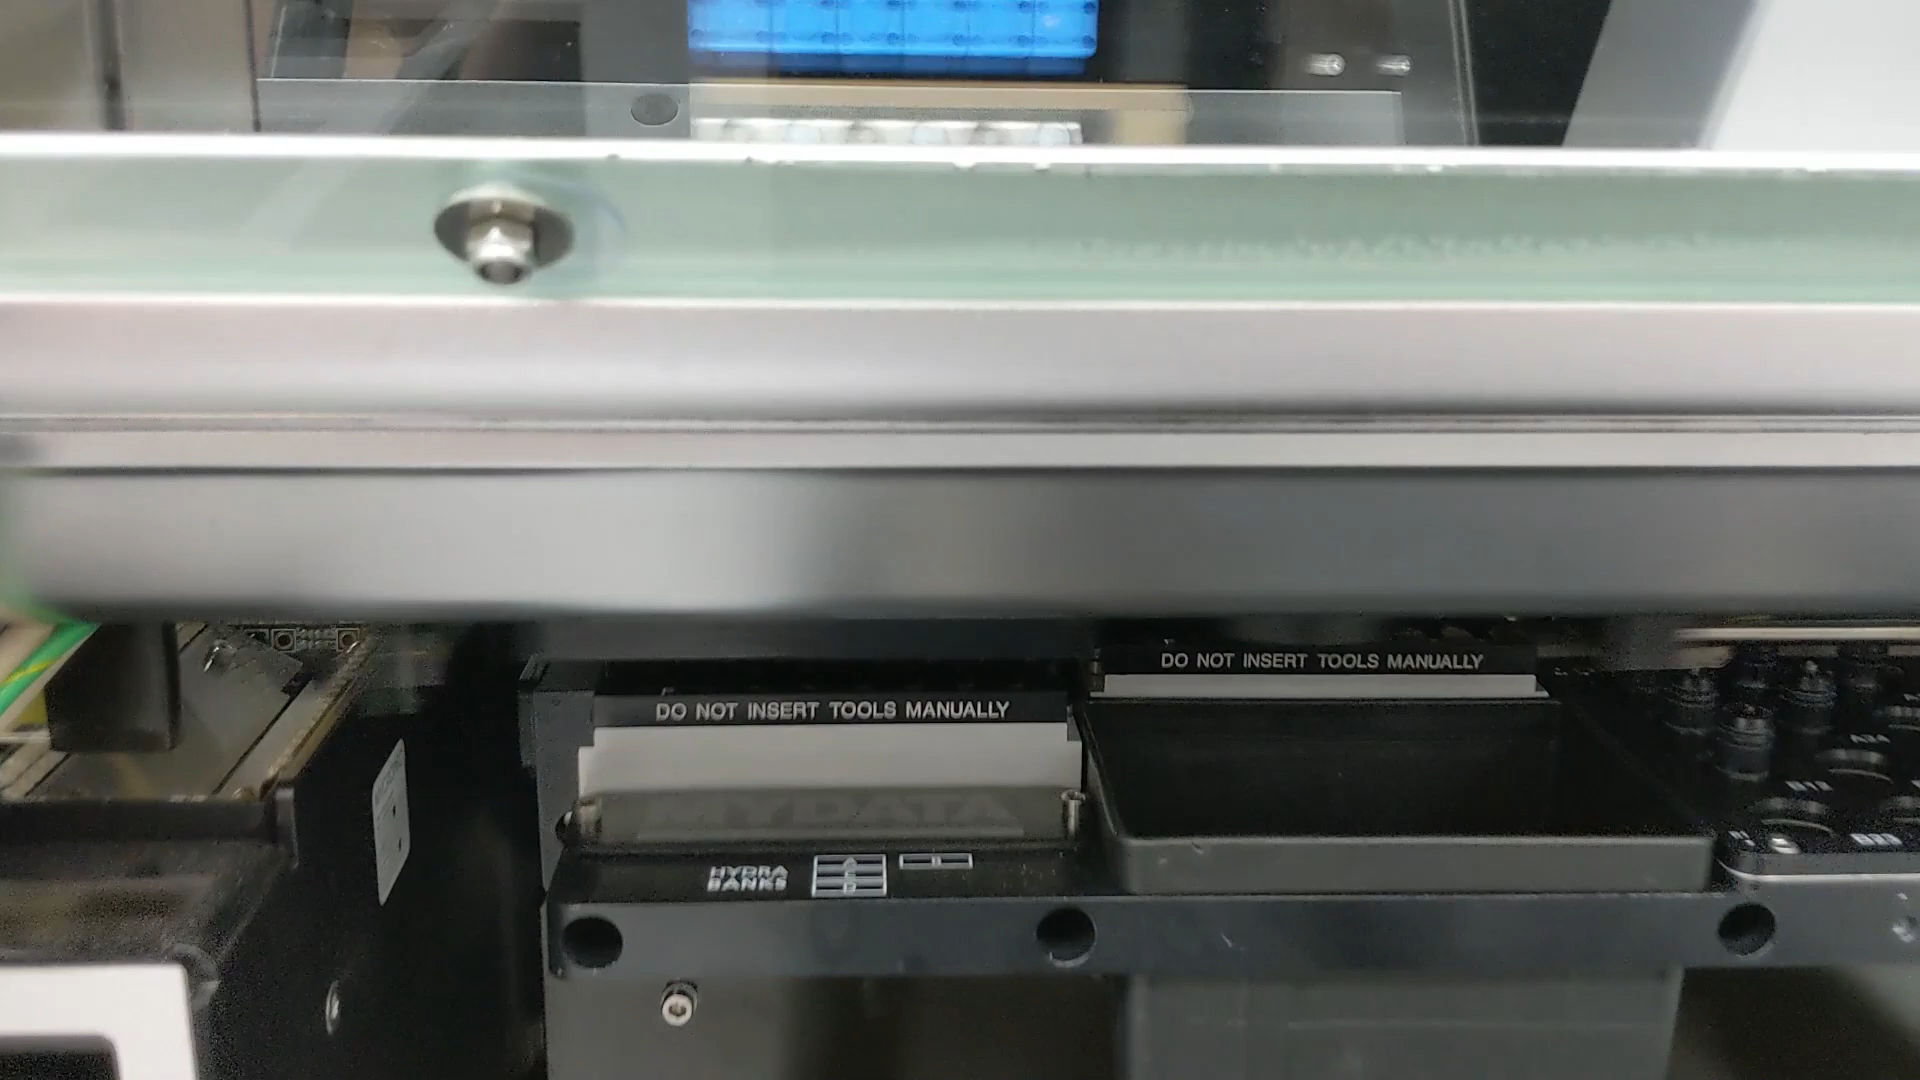 DO NOT INSERT TOOLS MANUALLY
DO NOT INSERT TOOLS MANUALLY
MYDATA
HYDRA
BANKS
A
B
C
D